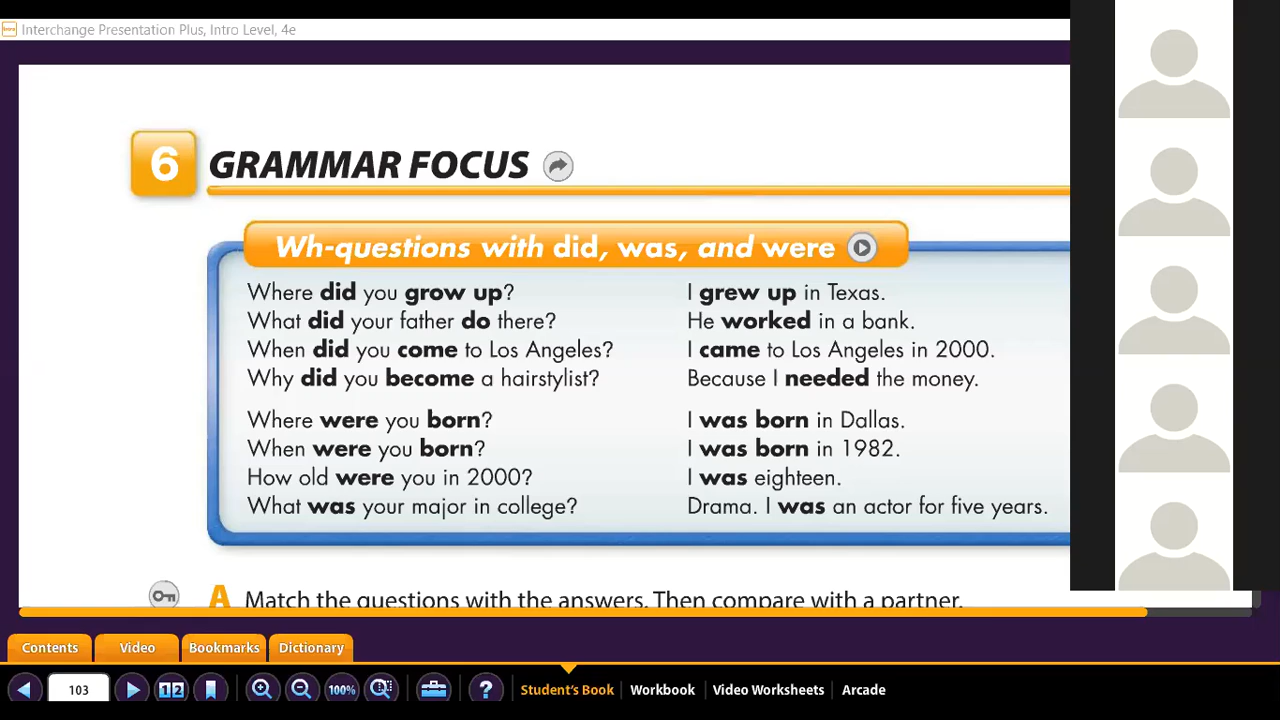 Interchange Presentation Plus, Intro Level, 4e
6 GRAMMAR FOCUS
Wh-questions with did, was, and were
Where did you grow up? I grew up in Texas.
What did your father do there? He worked in a bank.
When did you come to Los Angeles? I came to Los Angeles in 2000.
Why did you become a hairstylist? Because I needed the money.
Where were you born? I was born in Dallas.
When were you born? I was born in 1982.
How old were you in 2000? I was eighteen.
What was your major in college? Drama. I was an actor for five years.
A Match the questions with the answers. Then compare with a partner.
Contents Video Bookmarks Dictionary
103 1 2 100% ? Student's Book Workbook Video Worksheets Arcade